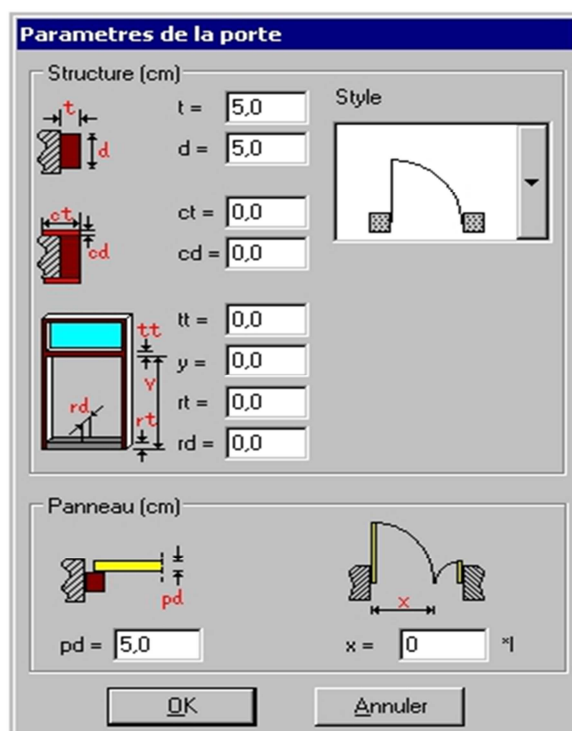 Parametres de la porte
Structure (cm)
t
d
t = 5,0
d = 5,0
Style
ct
cd
ct = 0,0
cd = 0,0
tt
y
rd
rt
tt = 0,0
y = 0,0
rt = 0,0
rd = 0,0
Panneau (cm)
pd
x
pd = 5,0
x = 0 *l
OK
Annuler